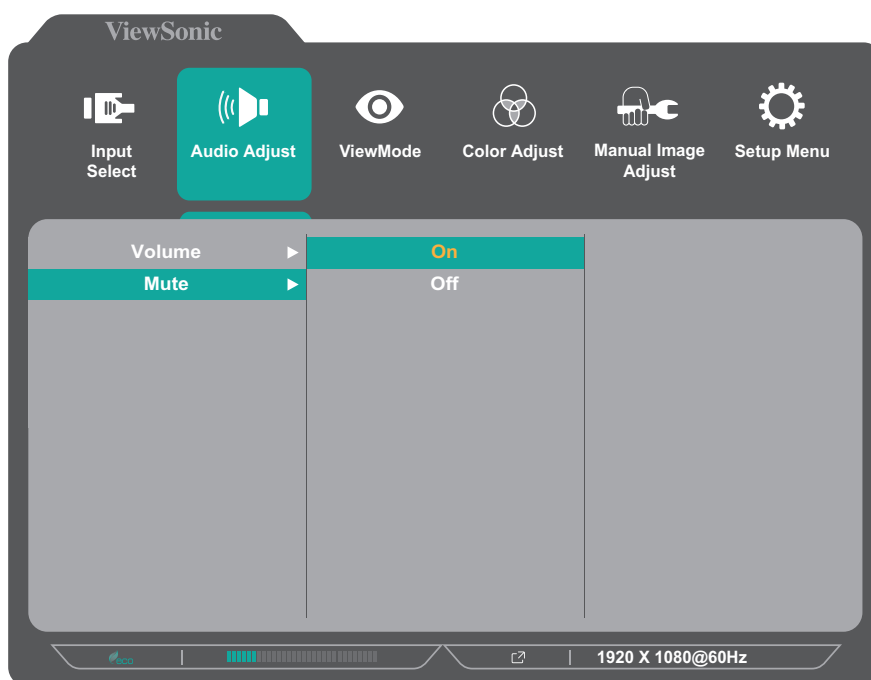 ViewSonic
Input
Select
Audio Adjust
ViewMode
Color Adjust
Manual Image
Adjust
Setup Menu
Volume
On
Mute
Off
eco
1920 X 1080@60Hz